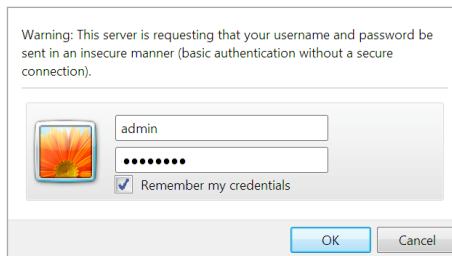 Warning: This server is requesting that your username and password be
sent in an insecure manner (basic authentication without a secure
connection).
admin
●●●●●●●●
Remember my credentials
OK Cancel